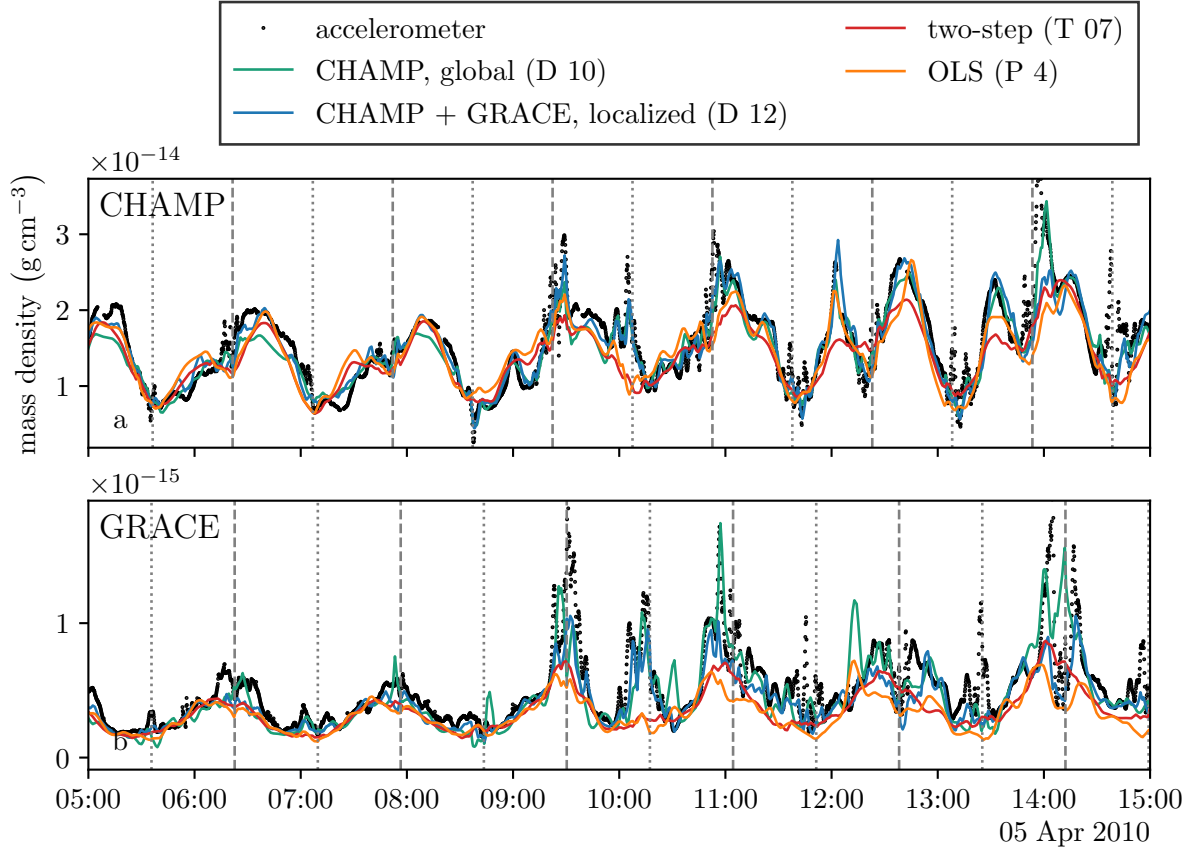 accelerometer
CHAMP, global (D 10)
CHAMP + GRACE, localized (D 12)
two-step (T 07)
OLS (P 4)
×10⁻¹⁴
CHAMP
mass density (g cm⁻³)
3
2
1
a
×10⁻¹⁵
GRACE
1
0
b
05:00 06:00 07:00 08:00 09:00 10:00 11:00 12:00 13:00 14:00 15:00
05 Apr 2010